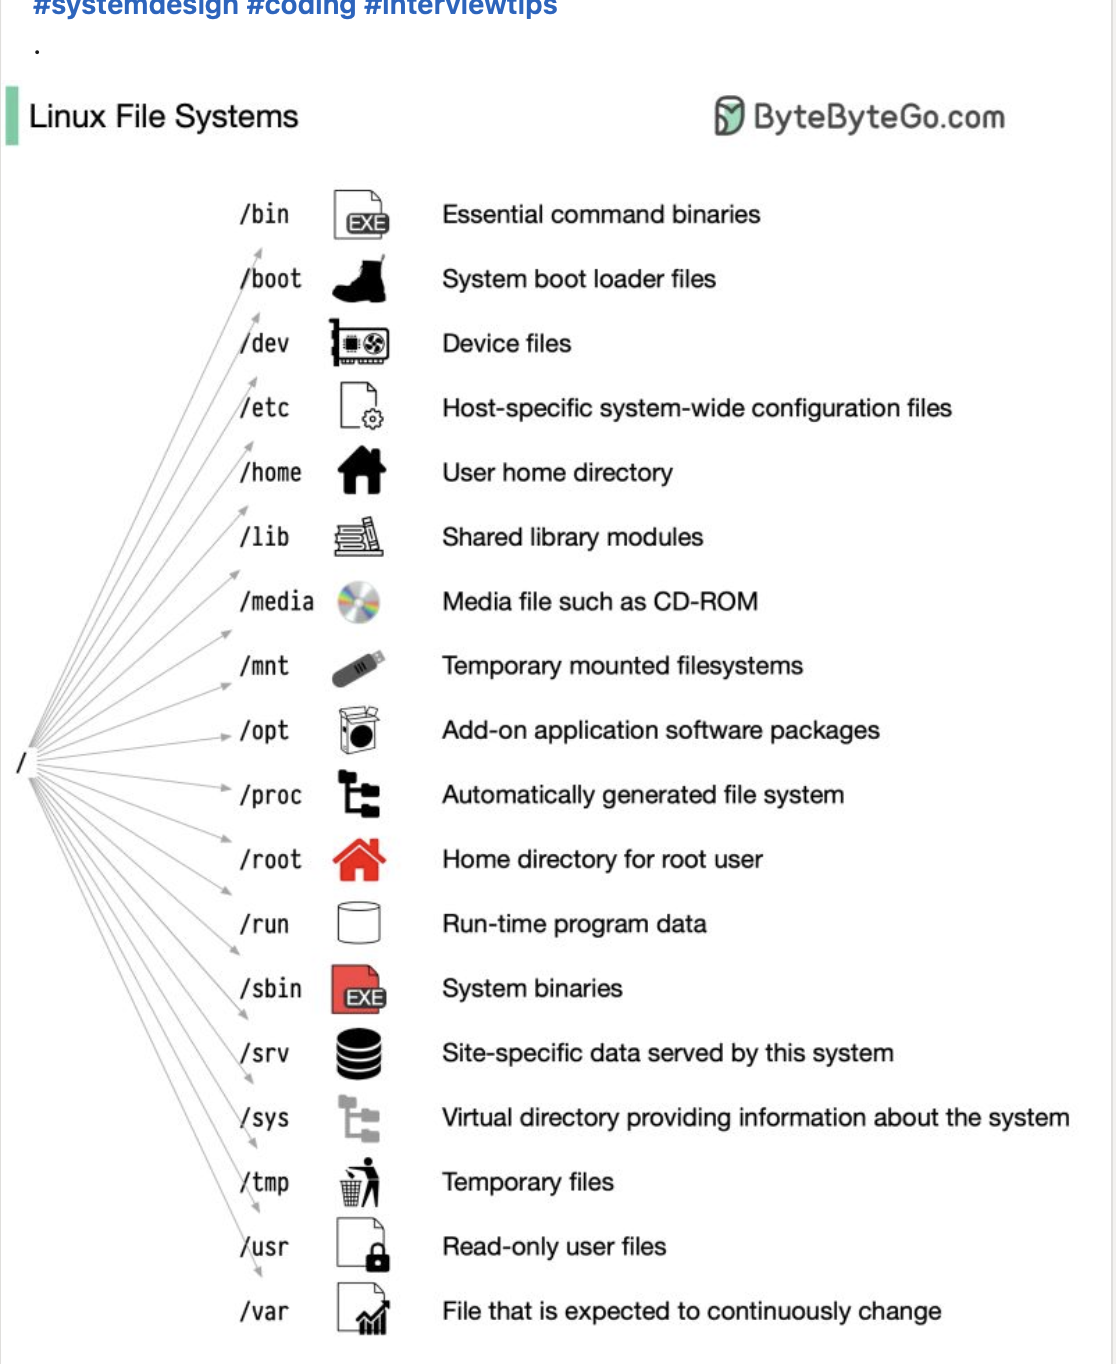 #systemdesign #coding #interviewtips
.
Linux File Systems
ByteByteGo.com
/bin EXE Essential command binaries
/boot System boot loader files
/dev Device files
/etc Host-specific system-wide configuration files
/home User home directory
/lib Shared library modules
/media Media file such as CD-ROM
/mnt Temporary mounted filesystems
/opt Add-on application software packages
/
/proc Automatically generated file system
/root Home directory for root user
/run Run-time program data
/sbin EXE System binaries
/srv Site-specific data served by this system
/sys Virtual directory providing information about the system
/tmp Temporary files
/usr Read-only user files
/var File that is expected to continuously change